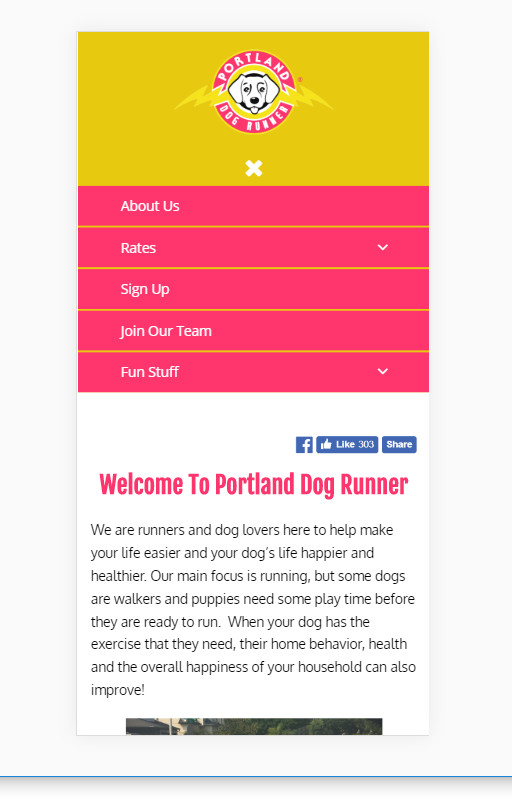 PORTLAND
DOG RUNNER
®
About Us
Rates
Sign Up
Join Our Team
Fun Stuff
Like 303 Share
Welcome To Portland Dog Runner
We are runners and dog lovers here to help make
your life easier and your dog’s life happier and
healthier. Our main focus is running, but some dogs
are walkers and puppies need some play time before
they are ready to run.  When your dog has the
exercise that they need, their home behavior, health
and the overall happiness of your household can also
improve!